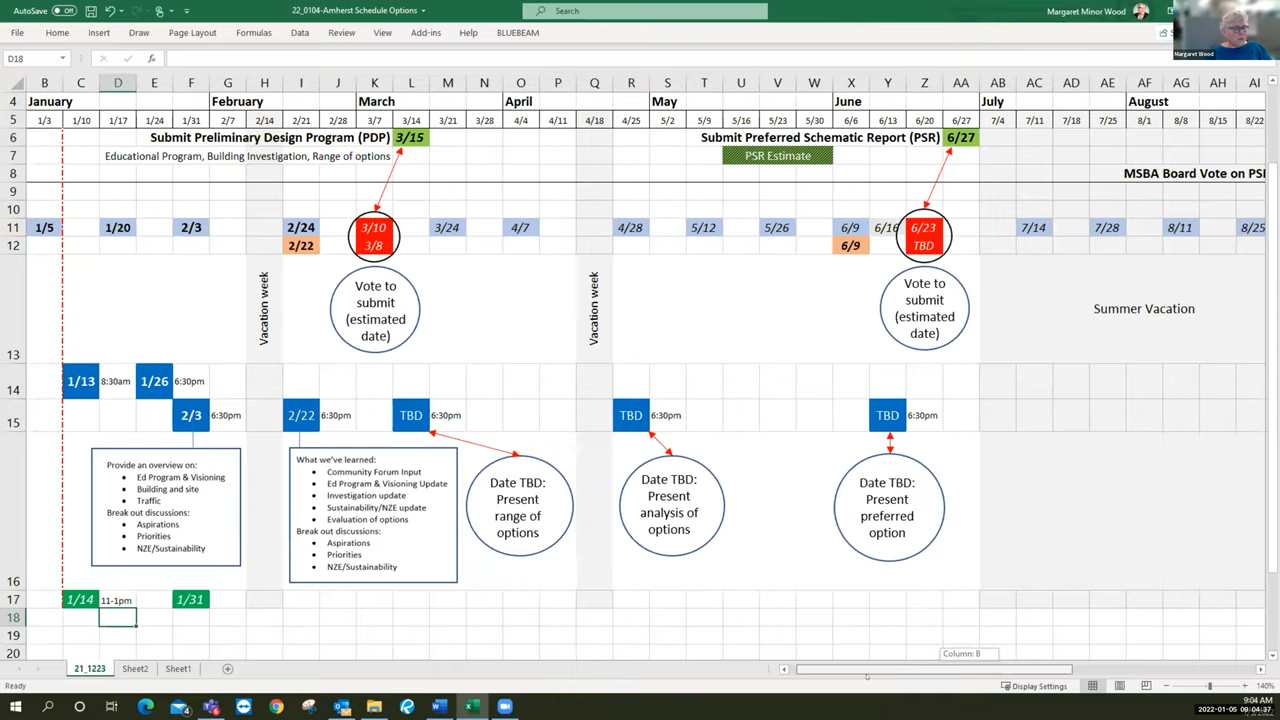 AutoSave Off 22_0104-Amherst Schedule Options Search Margaret Minor Wood
File Home Insert Draw Page Layout Formulas Data Review View Add-ins Help BLUEBEAM
Margaret Wood
D18 fx
B C D E F G H I J K L M N O P Q R S T U V W X Y Z AA AB AC AD AE AF AG AH AI
4 January February March April May June July August
5 1/3 1/10 1/17 1/24 1/31 2/7 2/14 2/21 2/28 3/7 3/14 3/21 3/28 4/4 4/11 4/18 4/25 5/2 5/9 5/16 5/23 5/30 6/6 6/13 6/20 6/27 7/4 7/11 7/18 7/25 8/1 8/8 8/15 8/22
6 Submit Preliminary Design Program (PDP) 3/15 Submit Preferred Schematic Report (PSR) 6/27
7 Educational Program, Building Investigation, Range of options PSR Estimate
8 MSBA Board Vote on PS
9
10
11 1/5 1/20 2/3 2/24 3/10 3/24 4/7 4/28 5/12 5/26 6/9 6/16 6/23 7/14 7/28 8/11 8/25
12 2/22 3/8 6/9 TBD
13
Vacation week
Vote to
submit
(estimated
date)
Vacation week
Vote to
submit
(estimated
date)
Summer Vacation
14 1/13 8:30am 1/26 6:30pm
15 2/3 6:30pm 2/22 6:30pm TBD 6:30pm TBD 6:30pm TBD 6:30pm
16
Provide an overview on:
• Ed Program & Visioning
• Building and site
• Traffic
Break out discussions:
• Aspirations
• Priorities
• NZE/Sustainability
What we've learned:
• Community Forum Input
• Ed Program & Visioning Update
• Investigation update
• Sustainability/NZE update
• Evaluation of options
Break out discussions:
• Aspirations
• Priorities
• NZE/Sustainability
Date TBD:
Present
range of
options
Date TBD:
Present
analysis of
options
Date TBD:
Present
preferred
option
17 1/14 11-1pm 1/31
18
19
20
Column: B
21_1223 Sheet2 Sheet1
Ready Display Settings 140%
9:04 AM
2022-01-05 09:04:37